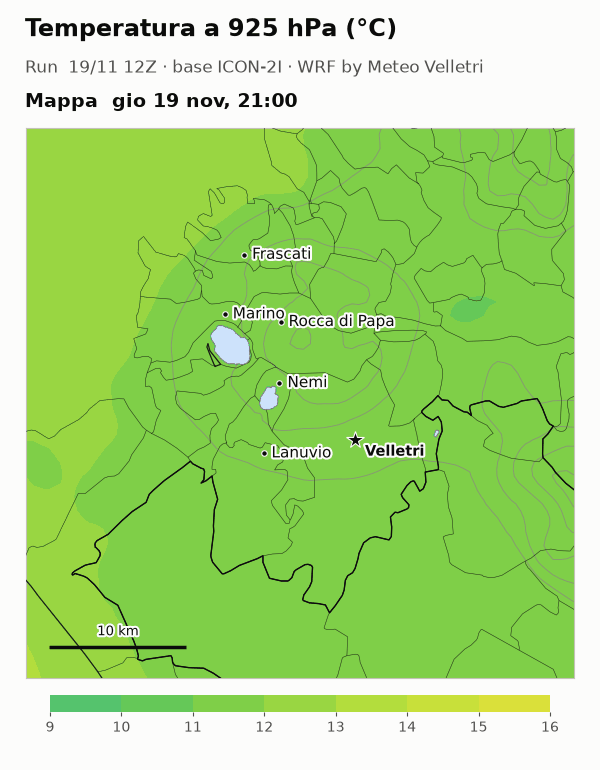 Temperatura a 925 hPa (°C)
Run  19/11 12Z · base ICON-2I · WRF by Meteo Velletri
Mappa  gio 19 nov, 21:00
Frascati
Marino
Rocca di Papa
Nemi
Velletri
Lanuvio
10 km
9 10 11 12 13 14 15 16